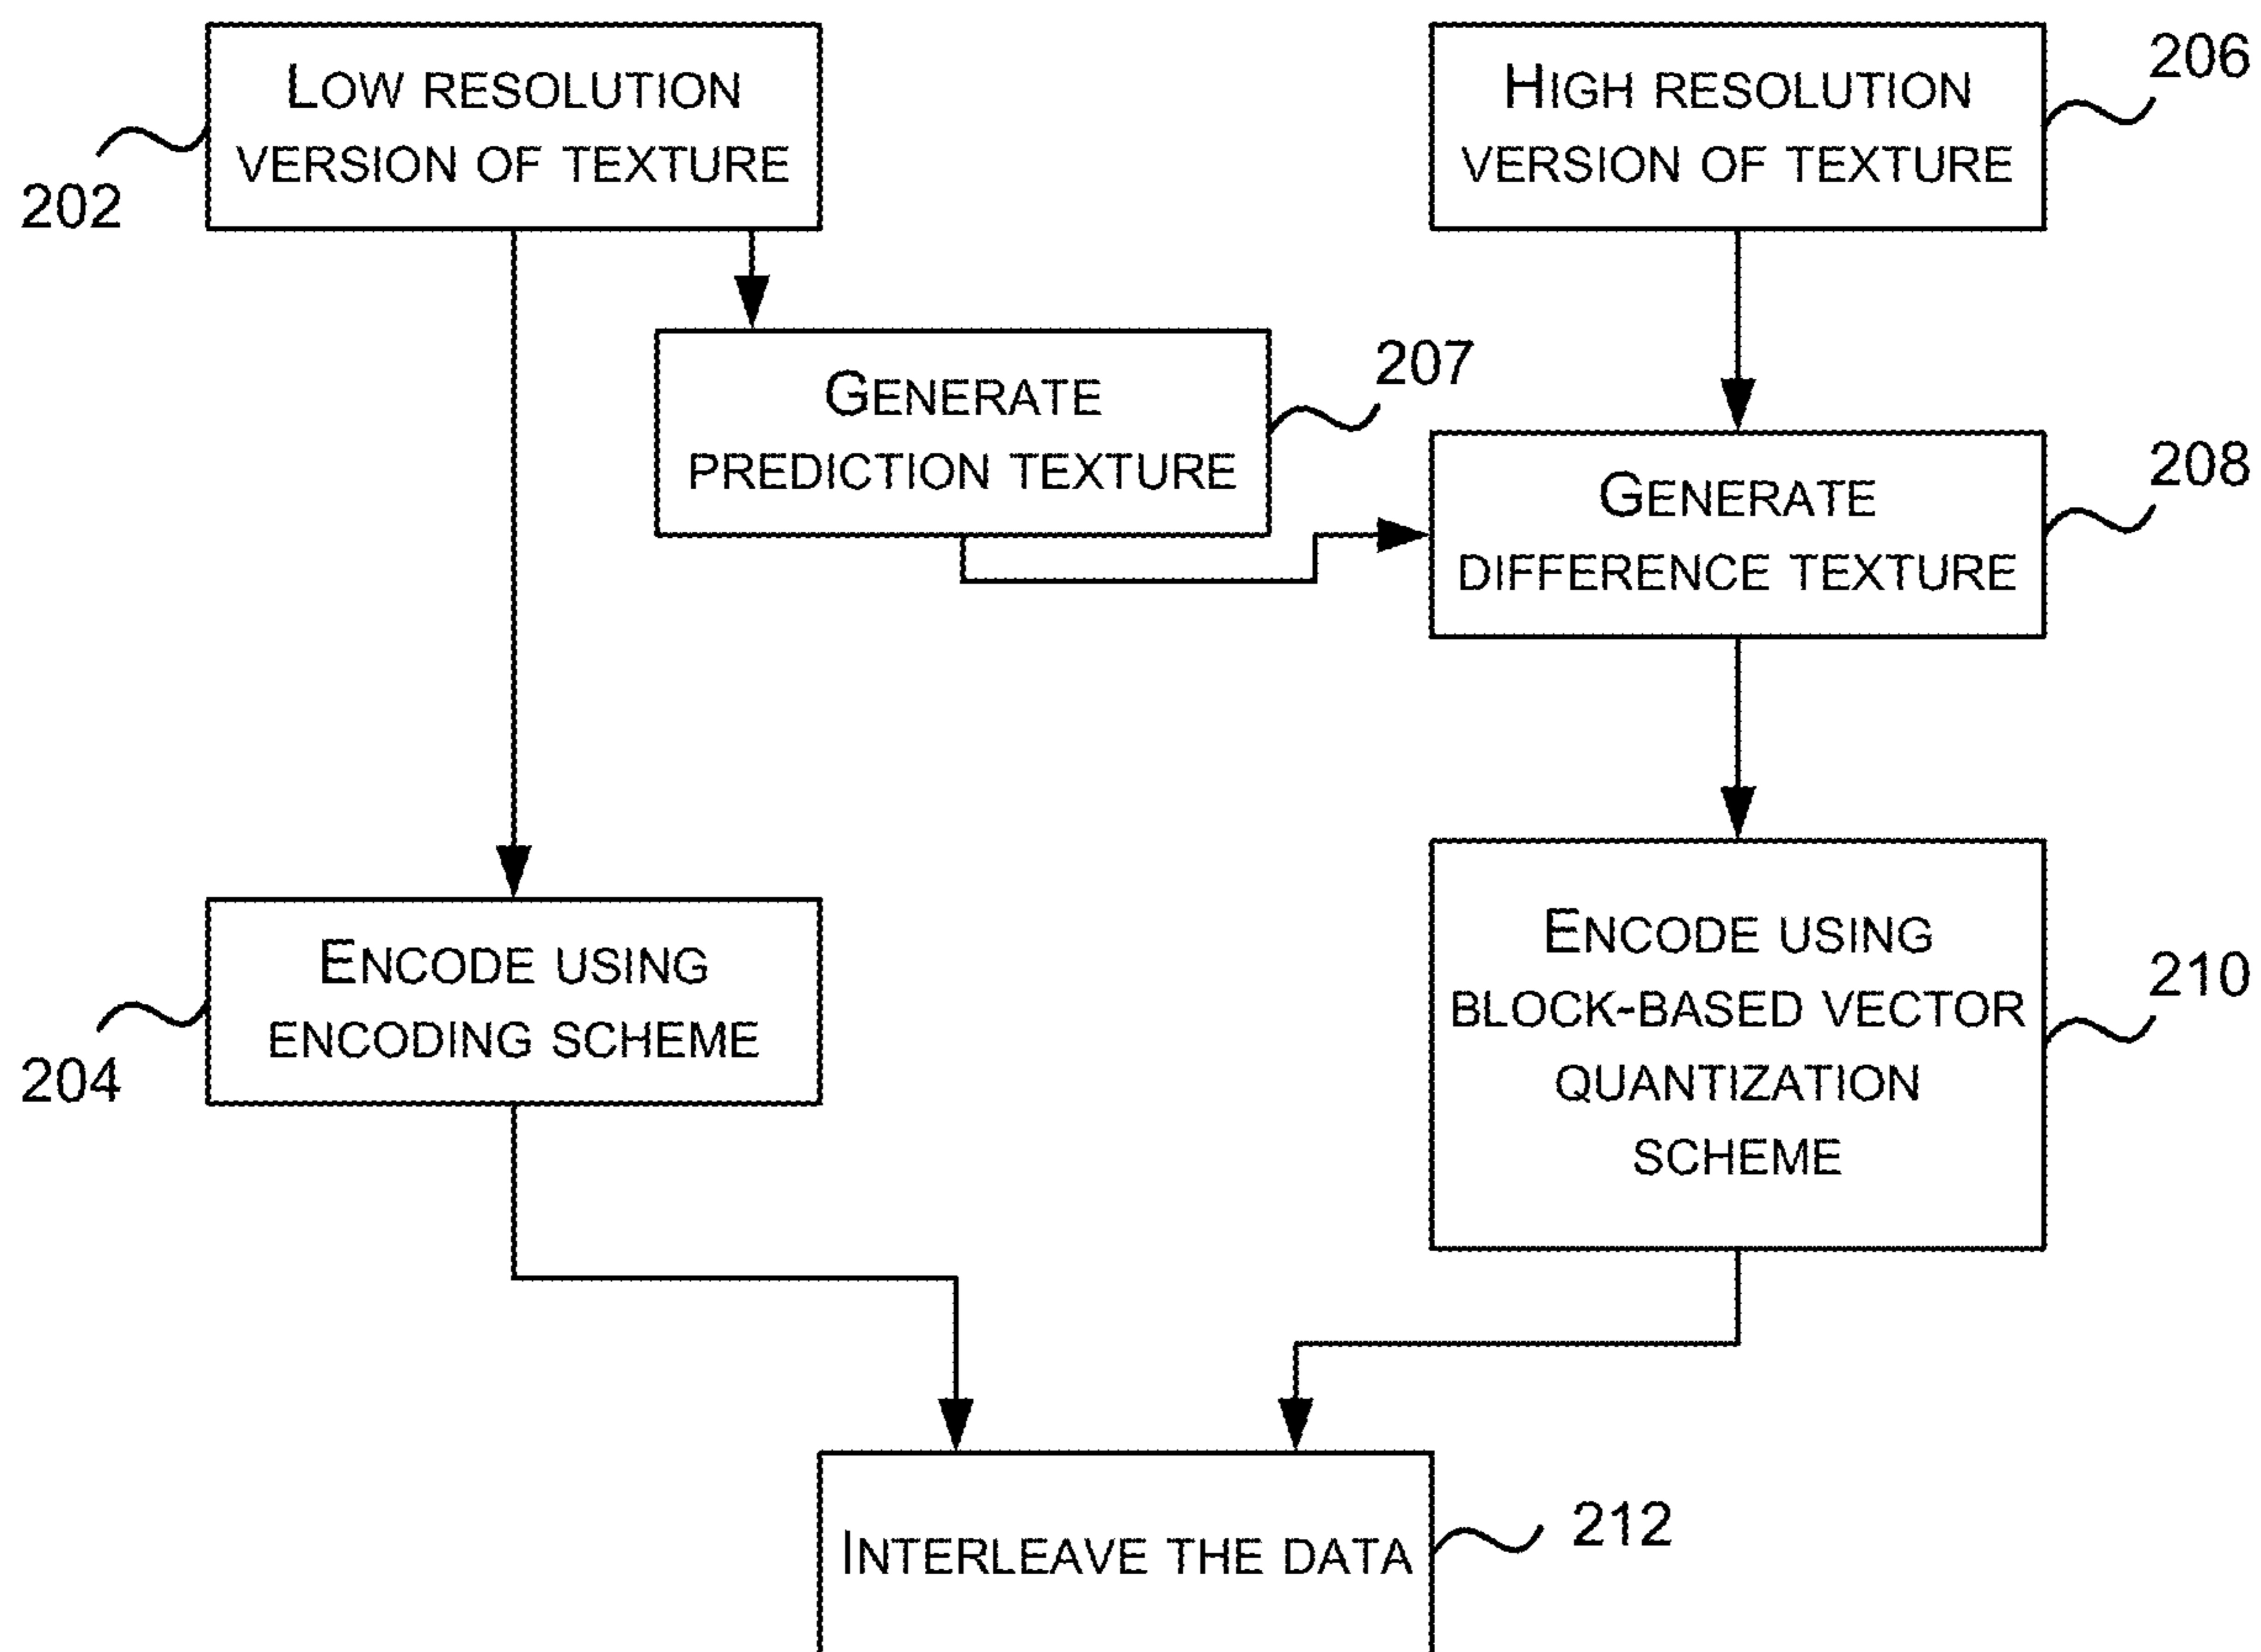 LOW RESOLUTION
VERSION OF TEXTURE
202
HIGH RESOLUTION
VERSION OF TEXTURE
206
GENERATE
PREDICTION TEXTURE
207
GENERATE
DIFFERENCE TEXTURE
208
ENCODE USING
ENCODING SCHEME
204
ENCODE USING
BLOCK-BASED VECTOR
QUANTIZATION
SCHEME
210
INTERLEAVE THE DATA
212